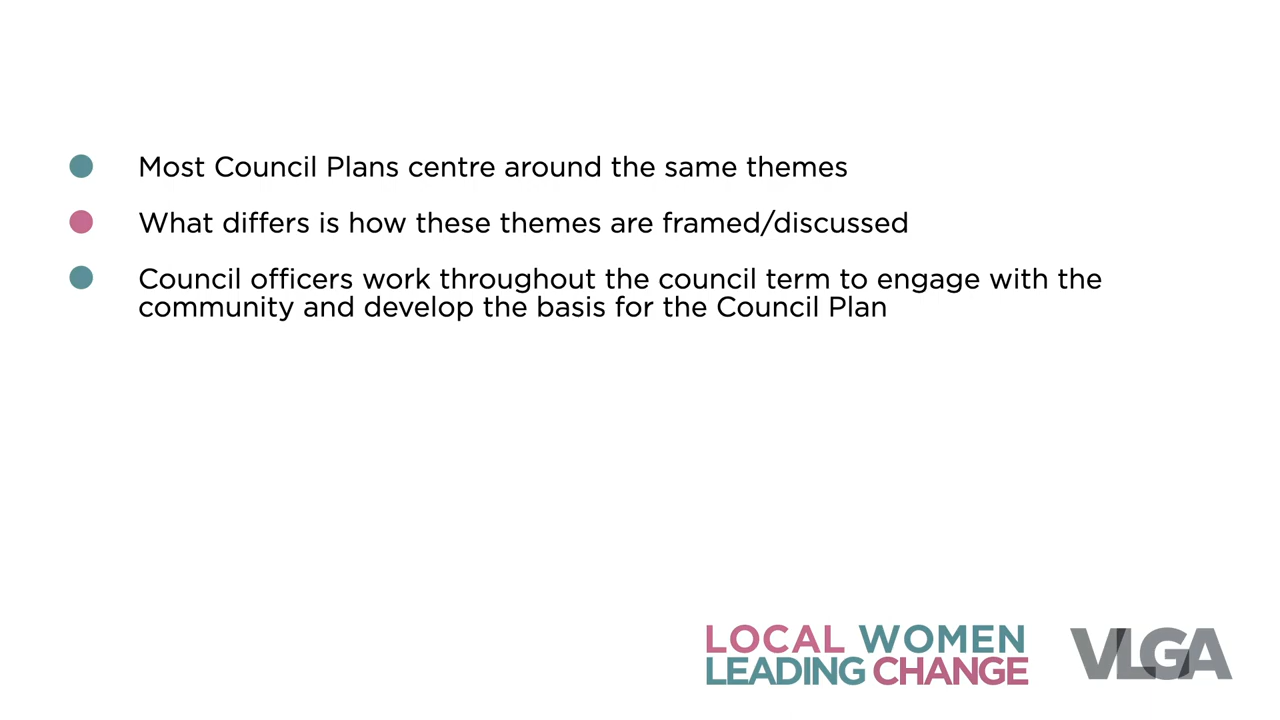 Most Council Plans centre around the same themes
What differs is how these themes are framed/discussed
Council officers work throughout the council term to engage with the
community and develop the basis for the Council Plan
LOCAL WOMEN
LEADING CHANGE
VLGA